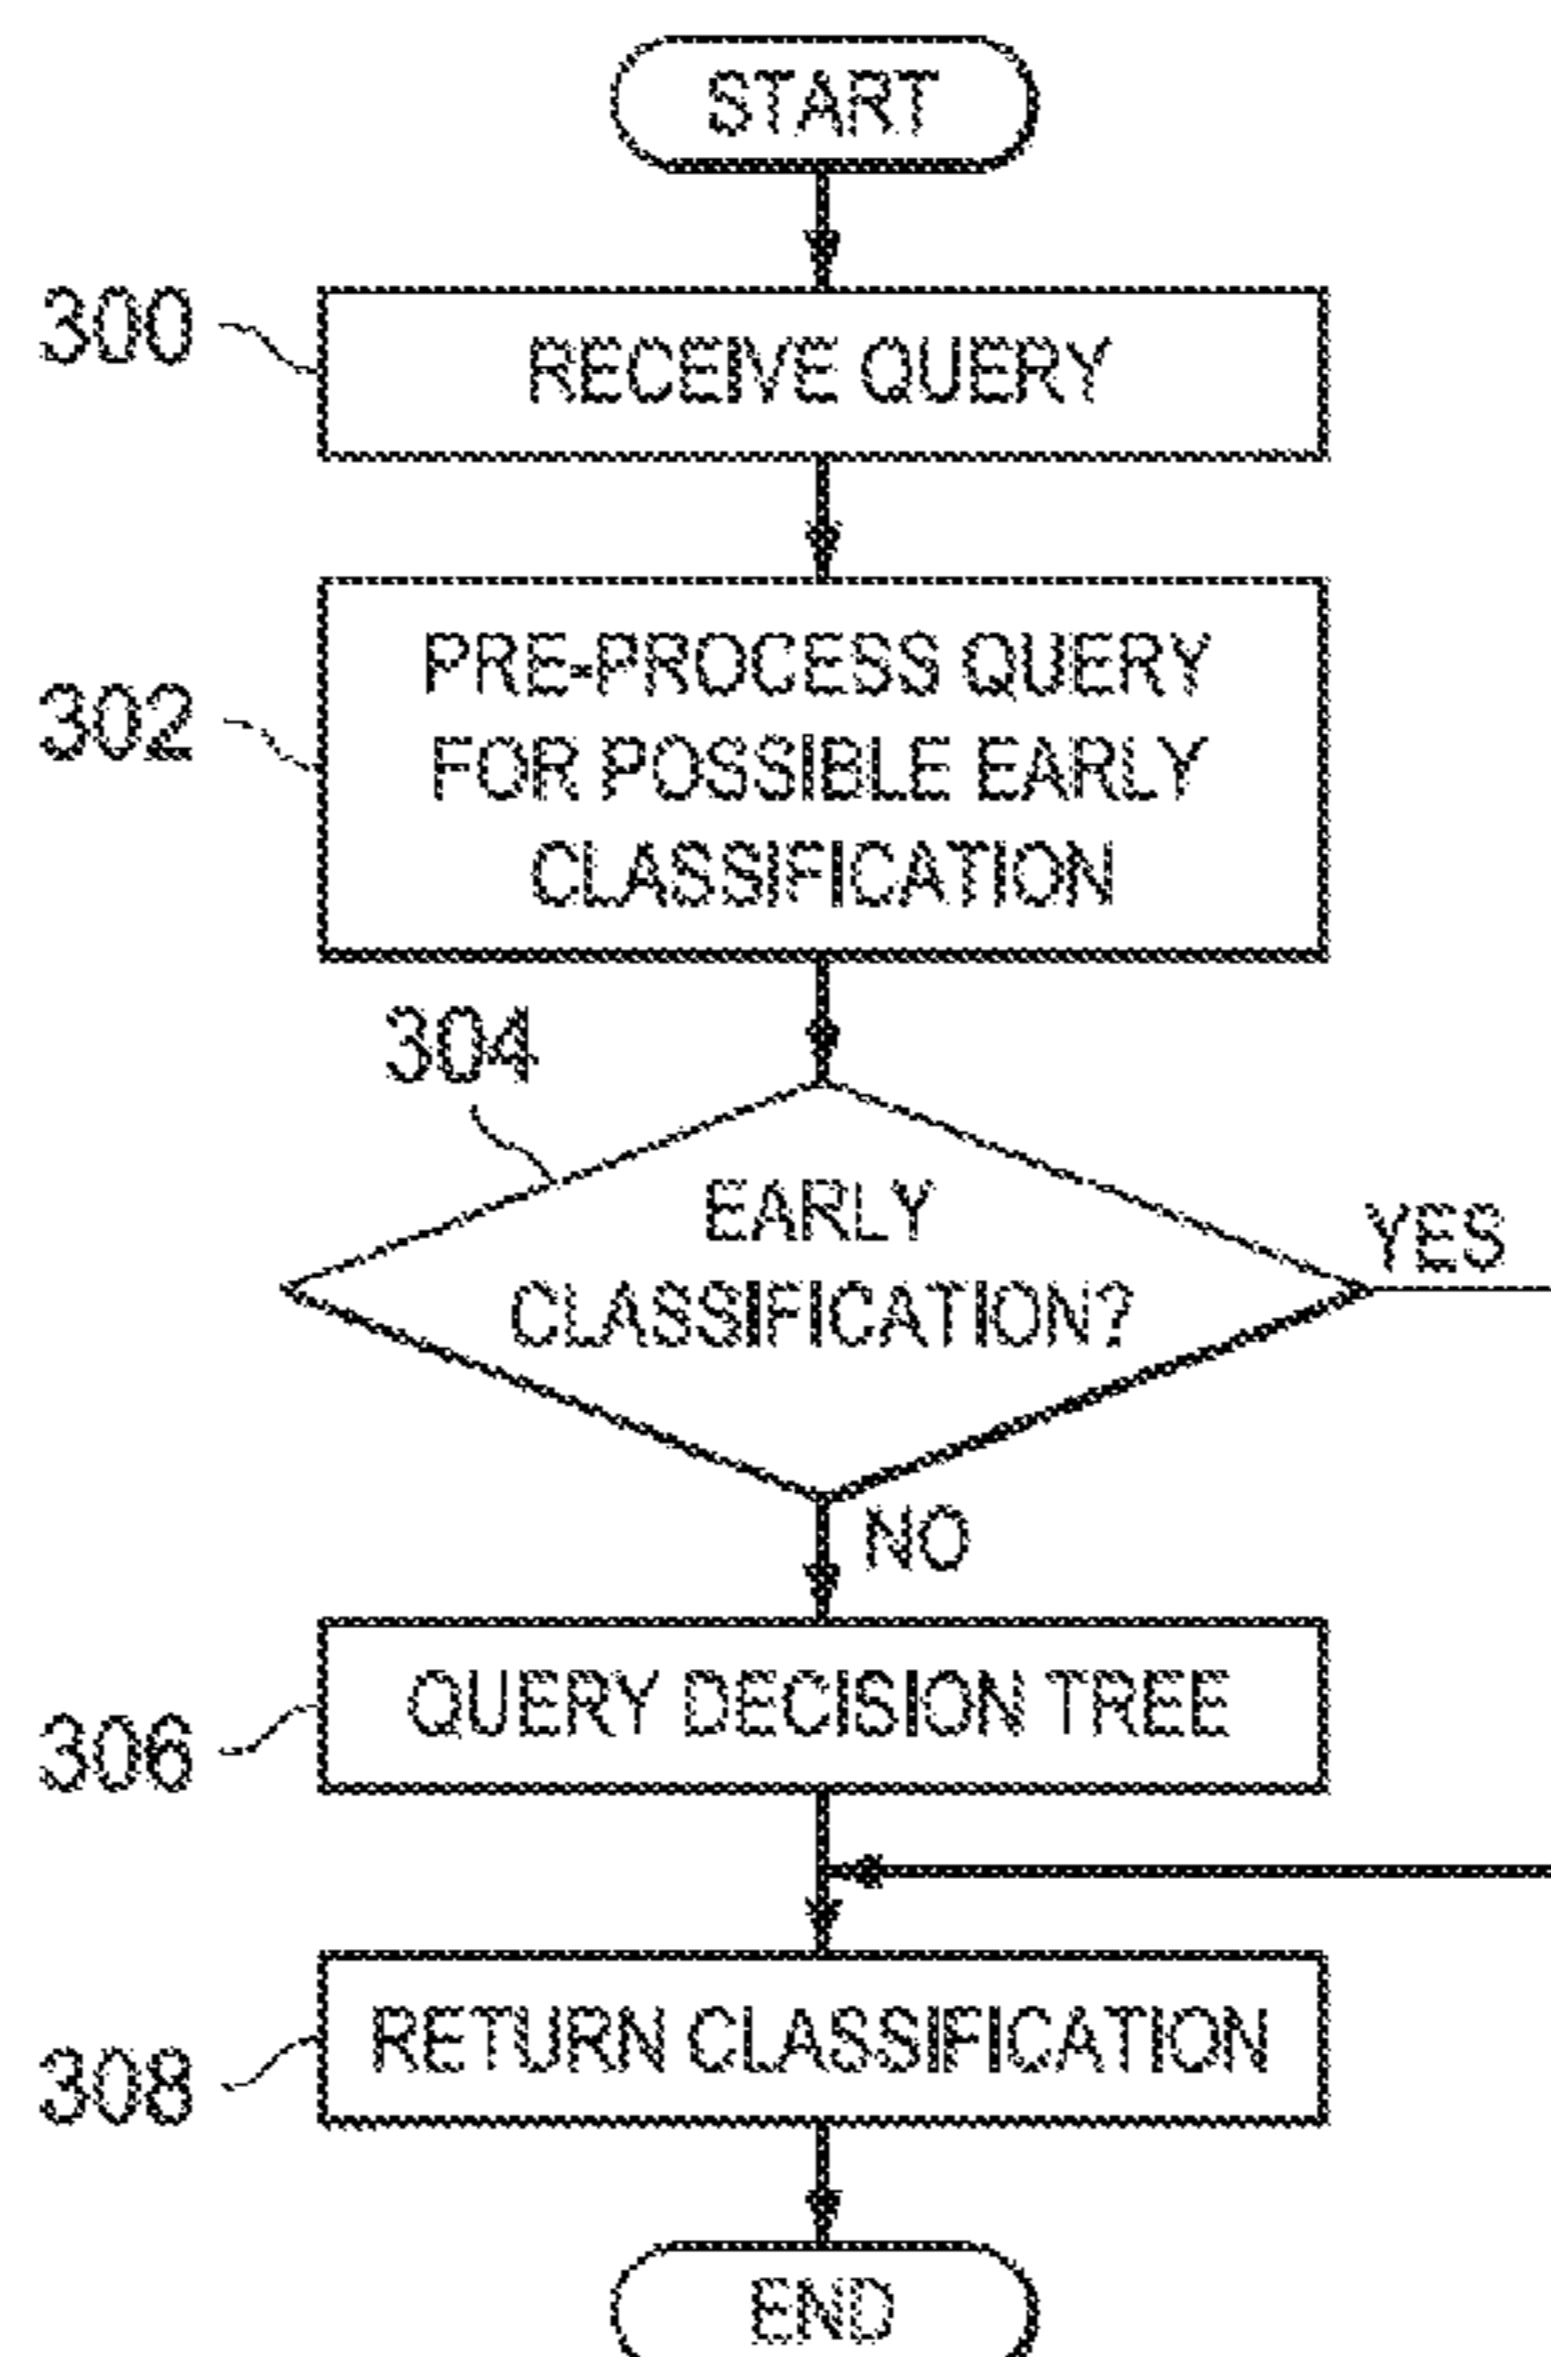 START
300
RECEIVE QUERY
302
PRE-PROCESS QUERY
FOR POSSIBLE EARLY
CLASSIFICATION
304
EARLY
CLASSIFICATION?
YES
NO
306
QUERY DECISION TREE
308
RETURN CLASSIFICATION
END